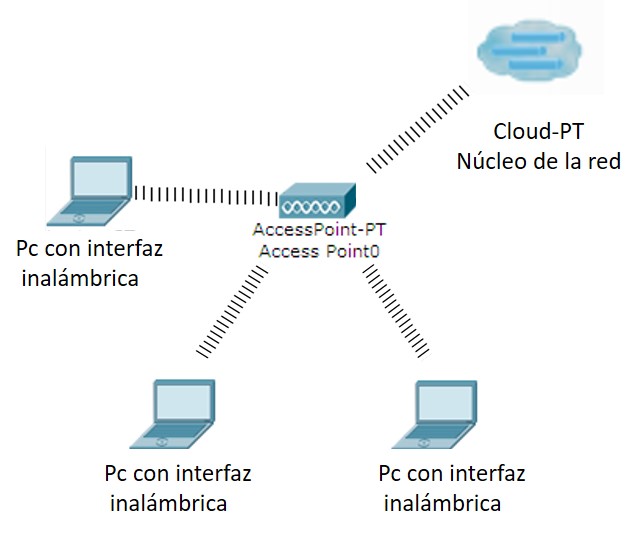 Cloud-PT
Núcleo de la red
AccessPoint-PT
Access Point0
Pc con interfaz
inalámbrica
Pc con interfaz
inalámbrica
Pc con interfaz
inalámbrica